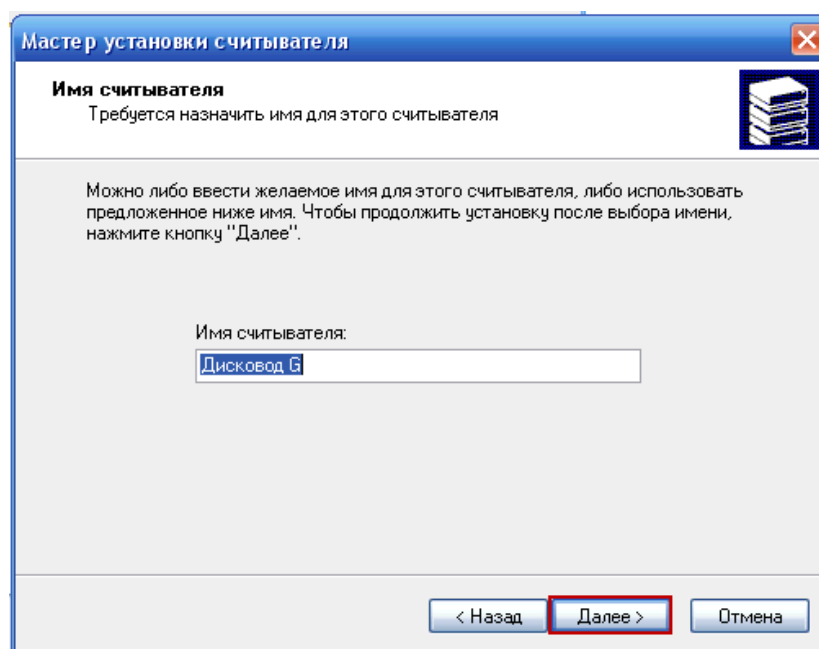 Мастер установки считывателя
Имя считывателя
Требуется назначить имя для этого считывателя
Можно либо ввести желаемое имя для этого считывателя, либо использовать
предложенное ниже имя. Чтобы продолжить установку после выбора имени,
нажмите кнопку "Далее".
Имя считывателя:
Дисковод G
< Назад Далее > Отмена